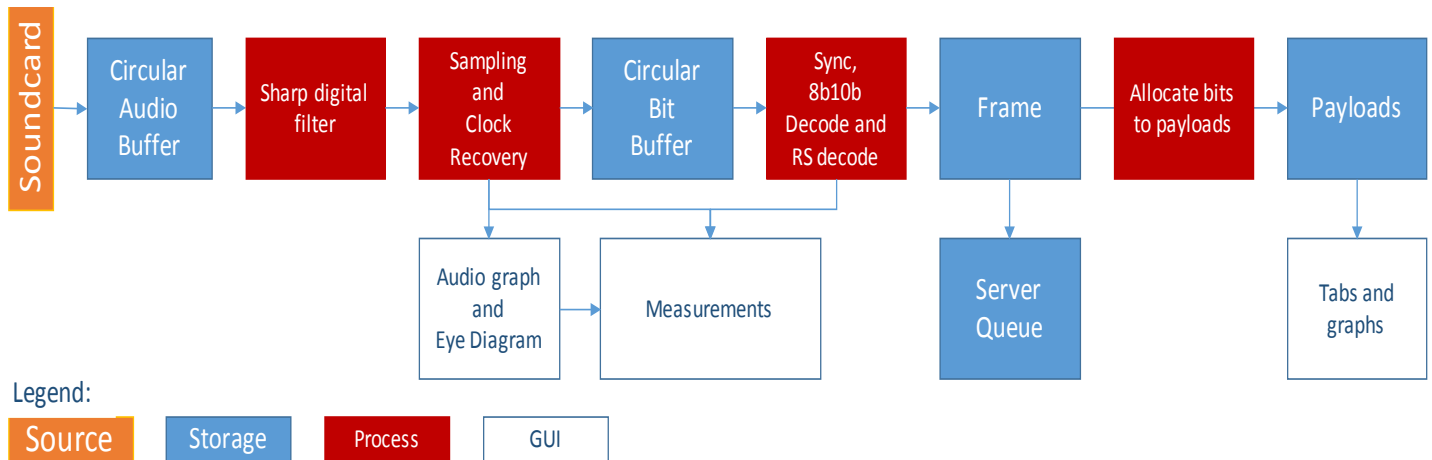 Soundcard
Circular
Audio
Buffer
Sharp digital
filter
Sampling
and
Clock
Recovery
Circular
Bit
Buffer
Sync,
8b10b
Decode and
RS decode
Frame
Allocate bits
to payloads
Payloads
Audio graph
and
Eye Diagram
Measurements
Server
Queue
Tabs and
graphs
Legend:
Source
Storage
Process
GUI